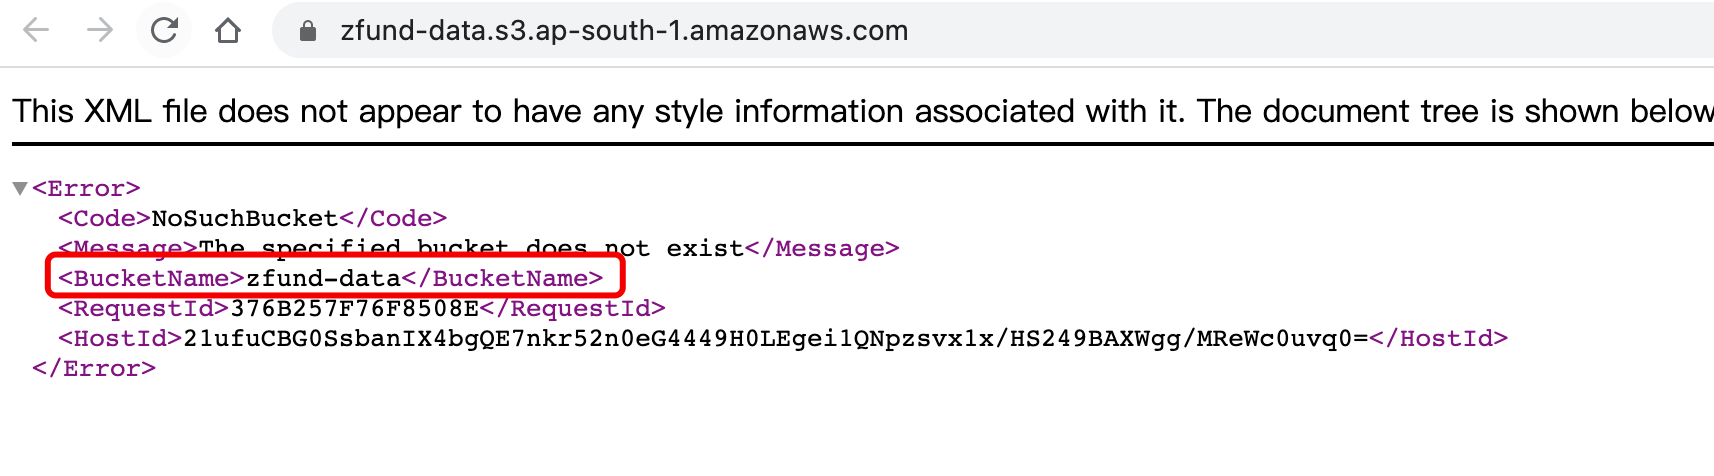 zfund-data.s3.ap-south-1.amazonaws.com
This XML file does not appear to have any style information associated with it. The document tree is shown below
<Error>
<Code>NoSuchBucket</Code>
<Message>The specified bucket does not exist</Message>
<BucketName>zfund-data</BucketName>
<RequestId>376B257F76F8508E</RequestId>
<HostId>21ufuCBG0SsbanIX4bgQE7nkr52n0eG4449H0LEgei1QNpzsvx1x/HS249BAXWgg/MReWc0uvq0=</HostId>
</Error>